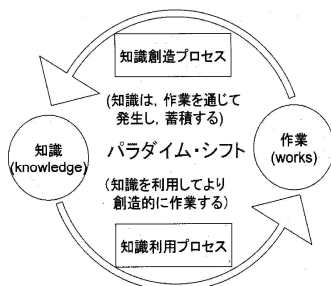 知識創造プロセス
(知識は,作業を通じて
発生し,蓄積する)
知識
(knowledge)
パラダイム・シフト
作業
(works)
(知識を利用してより
創造的に作業する)
知識利用プロセス